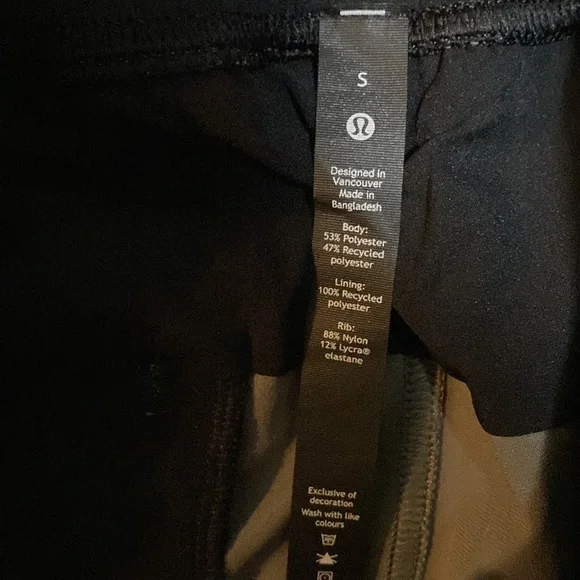 S
Designed in
Vancouver
Made in
Bangladesh
Body:
53% Polyester
47% Recycled
polyester
Lining:
100% Recycled
polyester
Rib:
88% Nylon
12% Lycra®
elastane
Exclusive of
decoration
Wash with like
colours